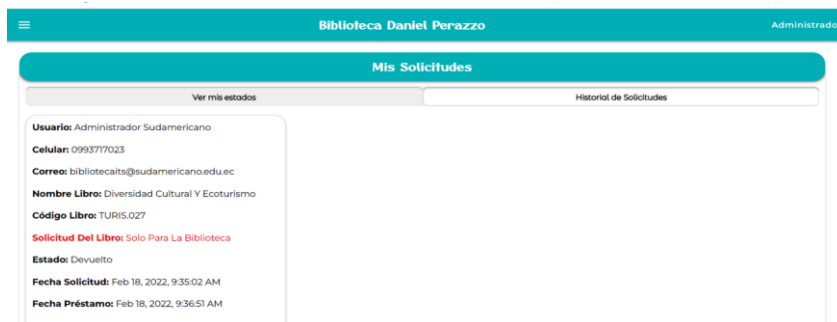 Biblioteca Daniel Perazzo
Administrado
Mis Solicitudes
Ver mis estados
Historial de Solicitudes
Usuario: Administrador Sudamericano
Celular: 0993717023
Correo: bibliotecaits@sudamericano.edu.ec
Nombre Libro: Diversidad Cultural Y Ecoturismo
Código Libro: TURIS.027
Solicitud Del Libro: Solo Para La Biblioteca
Estado: Devuelto
Fecha Solicitud: Feb 18, 2022, 9:35:02 AM
Fecha Préstamo: Feb 18, 2022, 9:36:51 AM